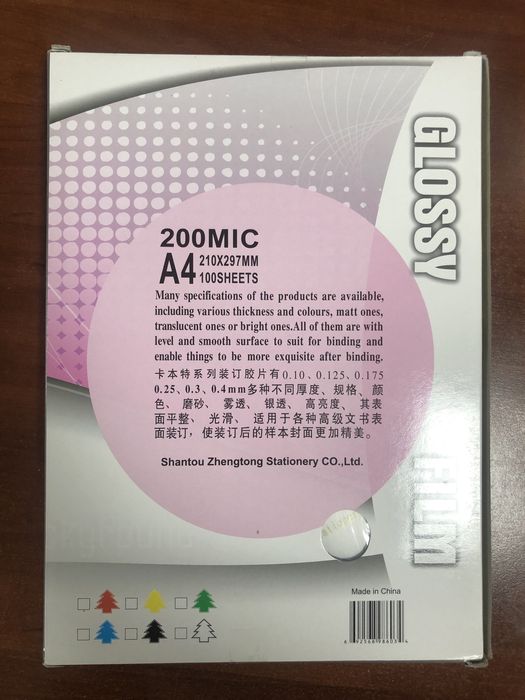 GLOSSY
FILM
200MIC
A4
210X297MM
100SHEETS
Many specifications of the products are available,
including various thickness and colours, matt ones,
translucent ones or bright ones.All of them are with
level and smooth surface to suit for binding and
enable things to be more exquisite after binding.
卡本特系列装订胶片有0.10、0.125、0.175
0.25、0.3、0.4mm多种不同厚度、规格、颜
色、磨砂、雾透、银透、高亮度、其表
面平整、光滑、适用于各种高级文书表
面装订,使装订后的样本封面更加精美。
Shantou Zhengtong Stationery CO.,Ltd.
Made in China